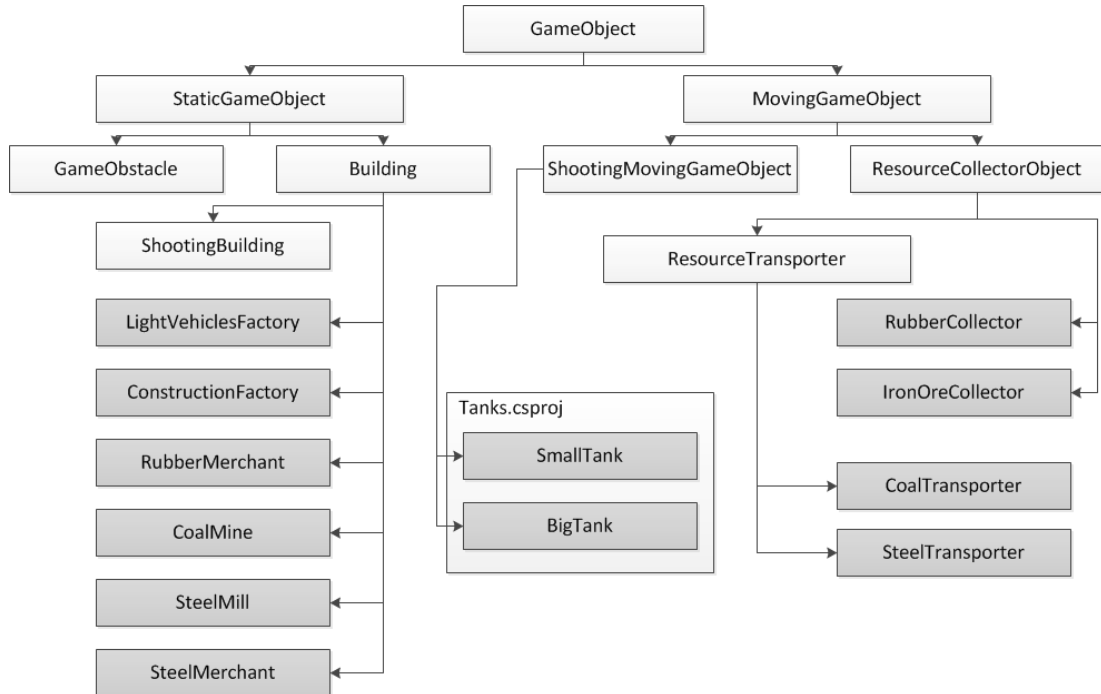 GameObject
StaticGameObject
MovingGameObject
GameObstacle
Building
ShootingMovingGameObject
ResourceCollectorObject
ShootingBuilding
ResourceTransporter
LightVehiclesFactory
RubberCollector
ConstructionFactory
IronOreCollector
Tanks.csproj
RubberMerchant
SmallTank
CoalTransporter
CoalMine
BigTank
SteelTransporter
SteelMill
SteelMerchant